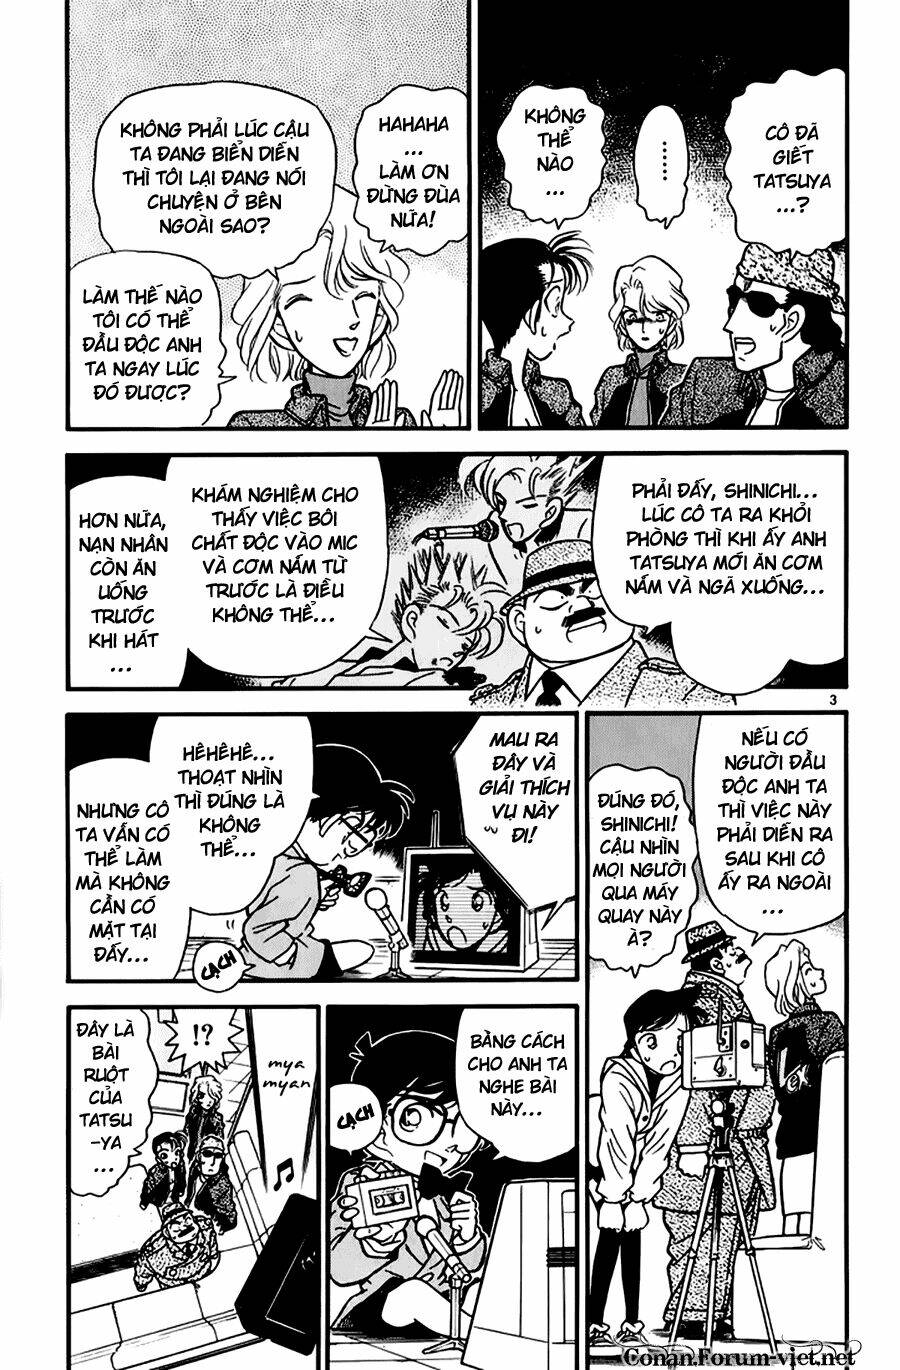 CÔ ĐÃ
GIẾT
TATSUYA
...?
......
KHÔNG
THỂ
NÀO
...
HAHAHA
...
LÀM ƠN
ĐỪNG ĐÙA
NỮA!
KHÔNG PHẢI LÚC CẬU
TA ĐANG BIỂN DIỄN
THÌ TÔI LẠI ĐANG NÓI
CHUYỆN Ở BÊN
NGOÀI SAO?
LÀM THẾ NÀO
TÔI CÓ THỂ
ĐẦU ĐỘC ANH
TA NGAY LÚC
ĐÓ ĐƯỢC?
PHẢI ĐẤY, SHINICHI...
LÚC CÔ TA RA KHỎI
PHÒNG THÌ KHI ẤY ANH
TATSUYA MỚI ĂN CƠM
NẮM VÀ NGÃ XUỐNG...
KHÁM NGHIỆM CHO
THẤY VIỆC BÔI
CHẤT ĐỘC VÀO MIC
VÀ CƠM NẮM TỪ
TRƯỚC LÀ ĐIỀU
KHÔNG THỂ...
HƠN NỮA,
NẠN NHÂN
CÒN ĂN
UỐNG
TRƯỚC
KHI HÁT
...
3
NẾU CÓ
NGƯỜI ĐẦU
ĐỘC ANH TA
THÌ VIỆC NÀY
PHẢI DIỄN RA
SAU KHI CÔ
ẤY RA NGOÀI
...
ĐÚNG ĐÓ,
SHINICHI!
CẬU NHÌN
MỌI NGƯỜI
QUA MÁY
QUAY NÀY
À?
MAU RA
ĐÂY VÀ
GIẢI THÍCH
VỤ NÀY
ĐI!
HÊHÊHÊ...
THOẠT NHÌN
THÌ ĐÚNG LÀ
KHÔNG
THỂ...
NHƯNG CÔ
TA VẪN CÓ
THỂ LÀM
MÀ KHÔNG
CẦN CÓ
MẶT TẠI
ĐẤY...
CẠCH
BẰNG CÁCH
CHO ANH TA
NGHE BÀI
NÀY...
CẠCH
mya
myan
!?
ĐÂY LÀ
BÀI
RUỘT
CỦA
TATSU
-YA
...
Conan.Forum-viet.net